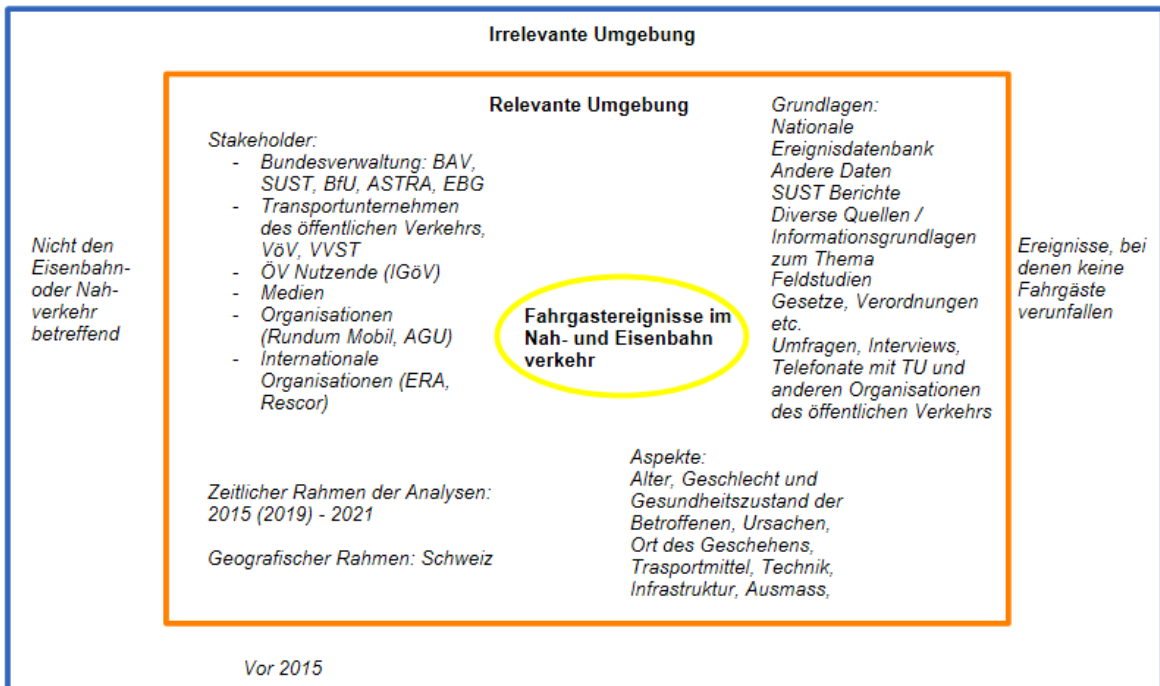 Irrelevante Umgebung
Relevante Umgebung
Stakeholder:
- Bundesverwaltung: BAV,
SUST, BfU, ASTRA, EBG
- Transportunternehmen
des öffentlichen Verkehrs,
VöV, VVST
- ÖV Nutzende (IGöV)
- Medien
- Organisationen
(Rundum Mobil, AGU)
- Internationale
Organisationen (ERA,
Rescor)
Grundlagen:
Nationale
Ereignisdatenbank
Andere Daten
SUST Berichte
Diverse Quellen /
Informationsgrundlagen
zum Thema
Feldstudien
Gesetze, Verordnungen
etc.
Umfragen, Interviews,
Telefonate mit TU und
anderen Organisationen
des öffentlichen Verkehrs
Nicht den
Eisenbahn-
oder Nah-
verkehr
betreffend
Fahrgastereignisse im
Nah- und Eisenbahn
verkehr
Ereignisse, bei
denen keine
Fahrgäste
verunfallen
Zeitlicher Rahmen der Analysen:
2015 (2019) - 2021
Geografischer Rahmen: Schweiz
Aspekte:
Alter, Geschlecht und
Gesundheitszustand der
Betroffenen, Ursachen,
Ort des Geschehens,
Trasportmittel, Technik,
Infrastruktur, Ausmass,
Vor 2015